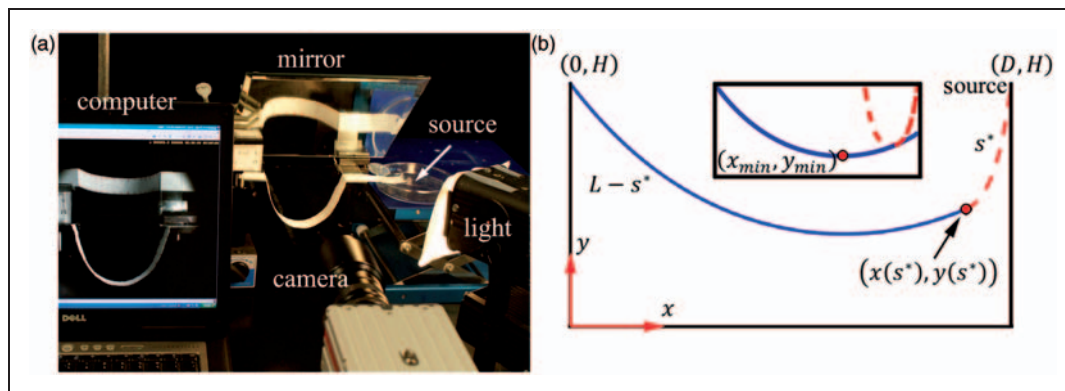 (a)
mirror
computer
source
light
camera
DELL
(b)
(0, H)
(D, H)
source
s*
(x_min, y_min)
L − s*
y
x
(x(s*), y(s*))